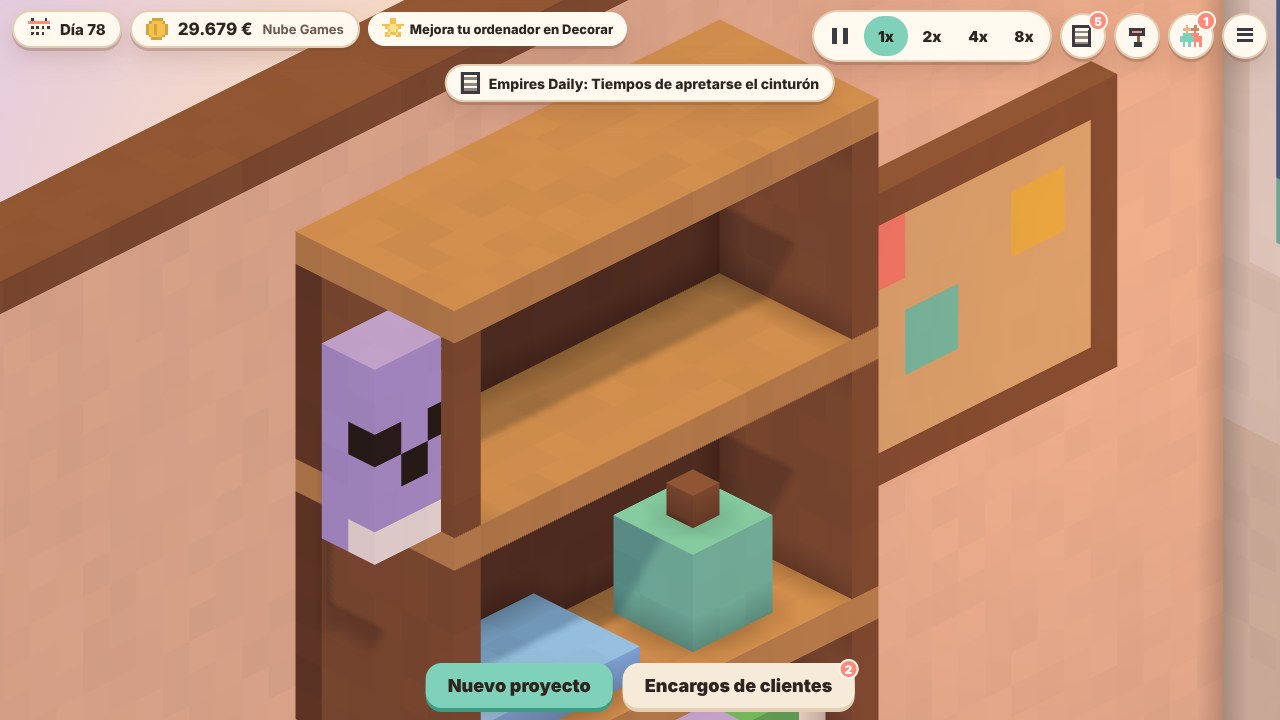 Día 78
29.679 € Nube Games
Mejora tu ordenador en Decorar
1x 2x 4x 8x
5
1
Empires Daily: Tiempos de apretarse el cinturón
Nuevo proyecto
Encargos de clientes
2